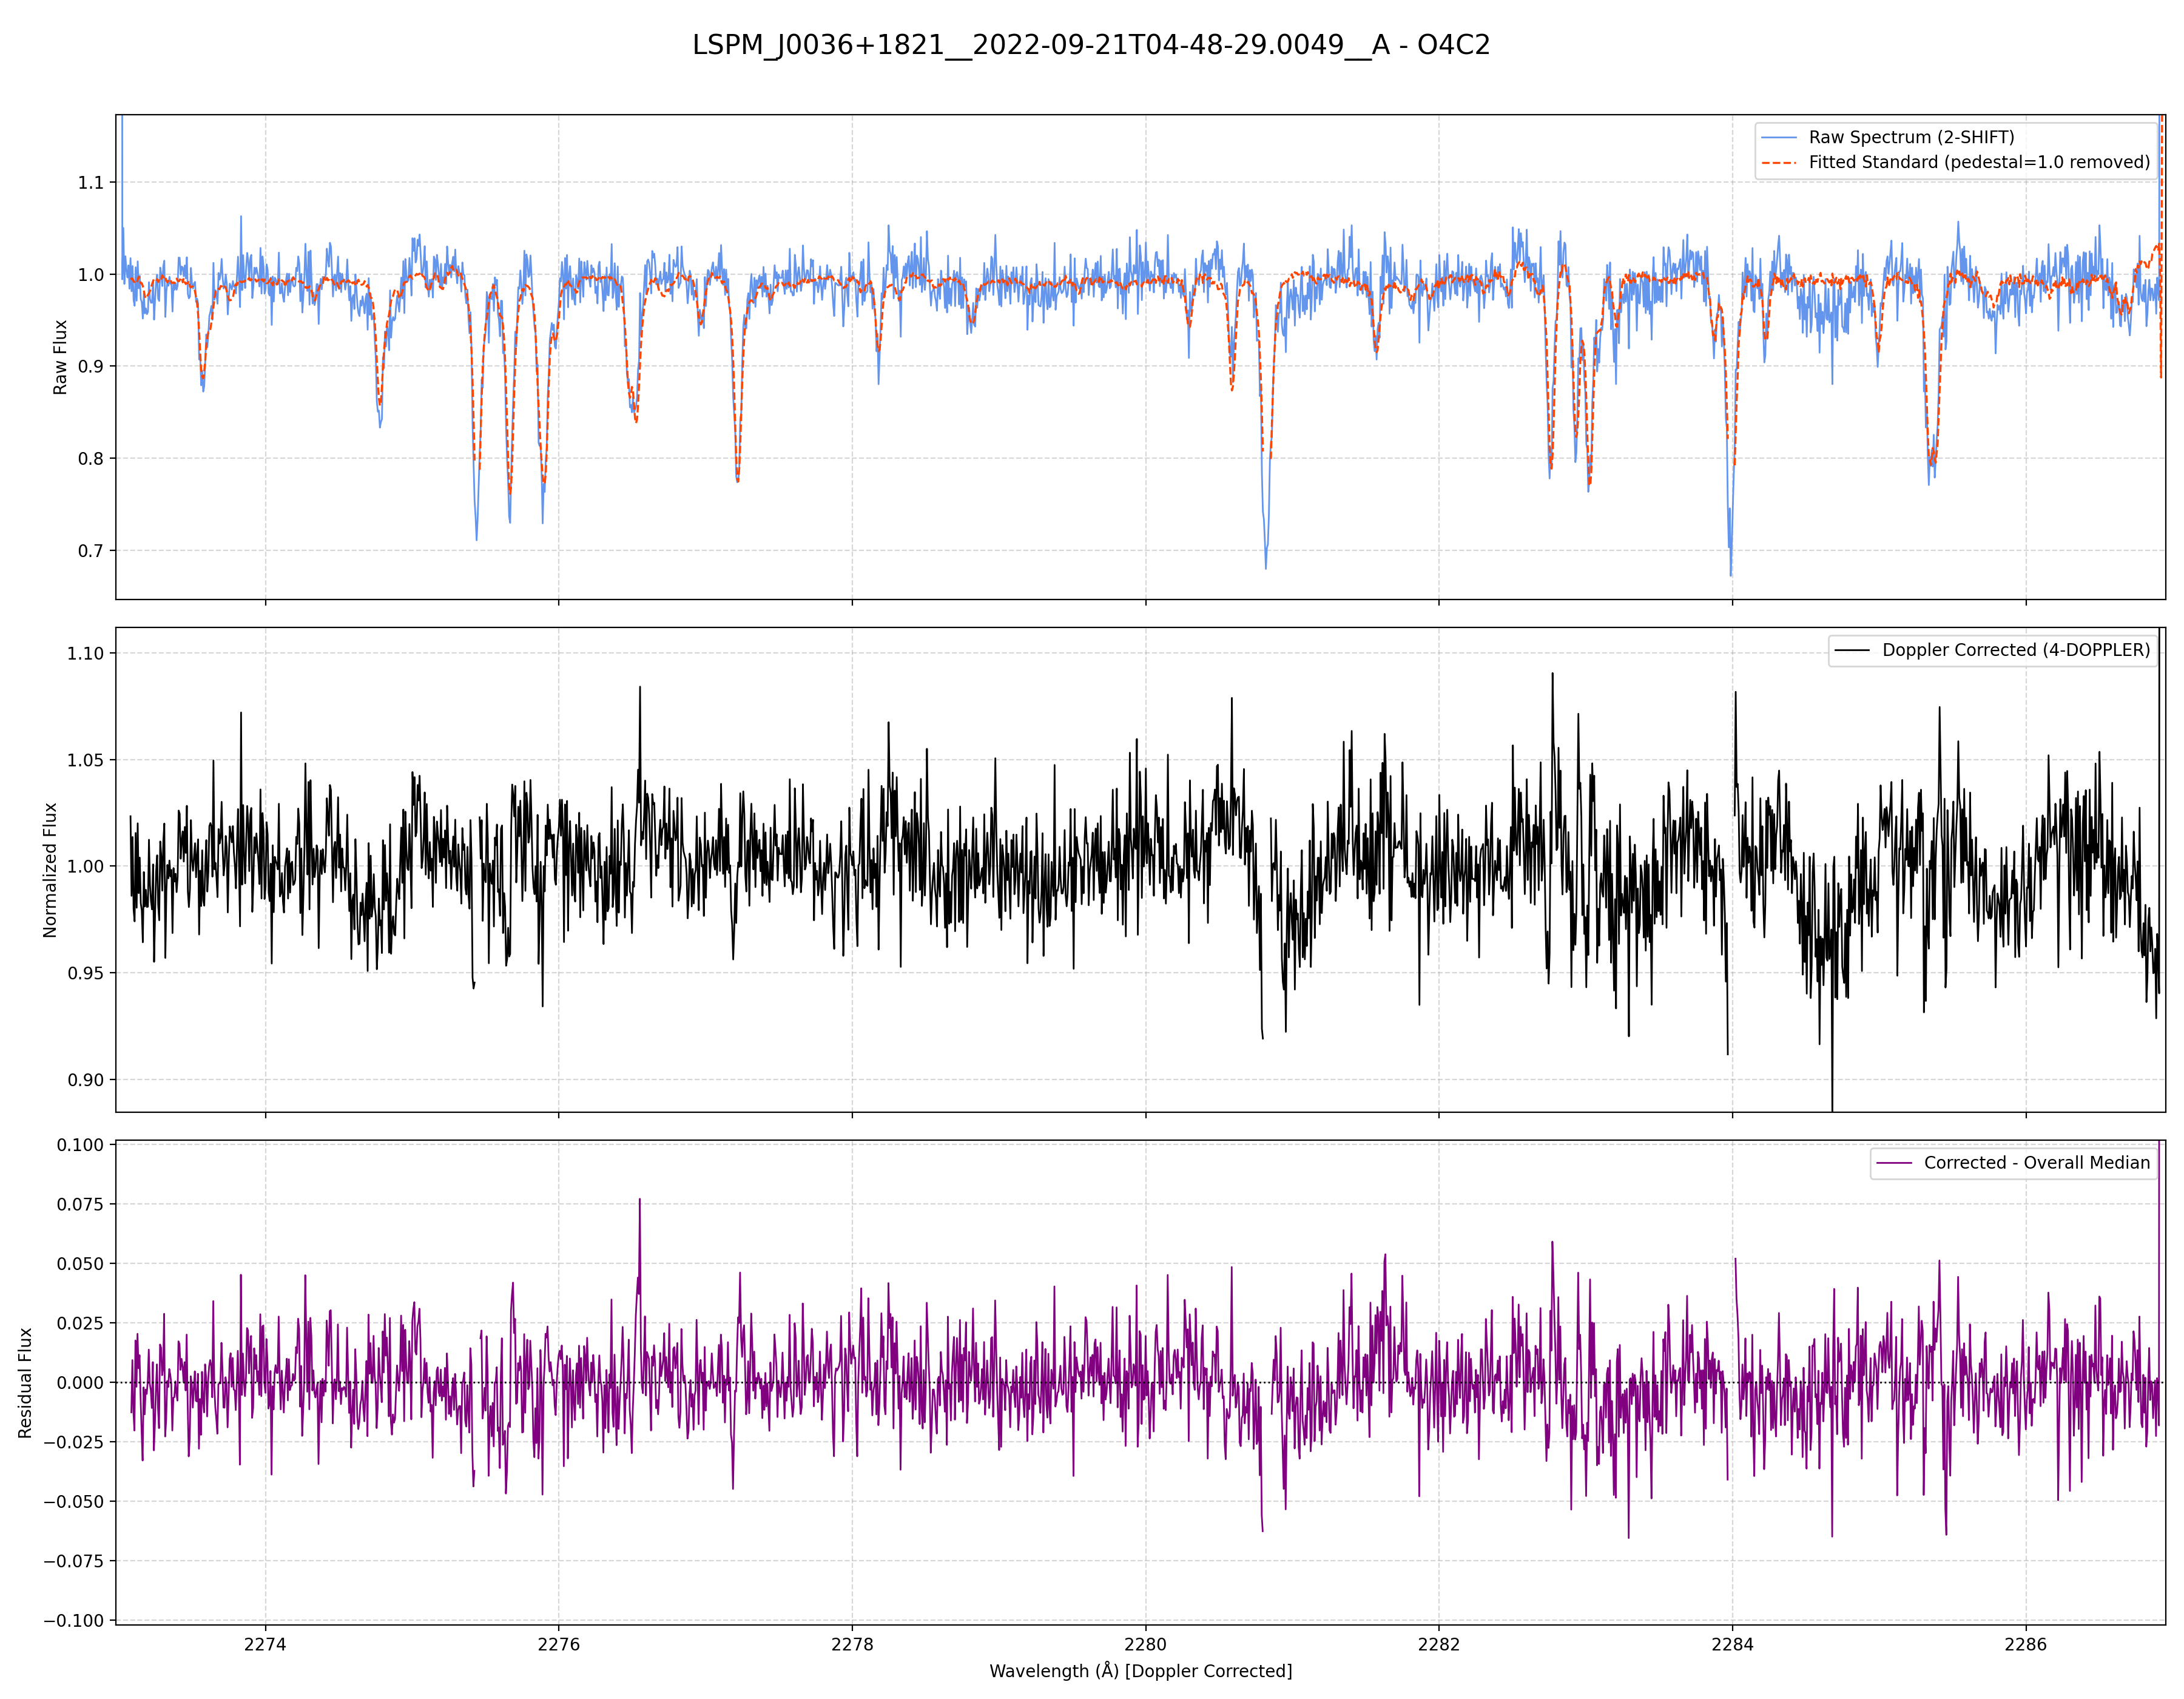 LSPM_J0036+1821__2022-09-21T04-48-29.0049__A - O4C2
Raw Spectrum (2-SHIFT)
Fitted Standard (pedestal=1.0 removed)
1.1
1.0
0.9
0.8
0.7
Raw Flux
Doppler Corrected (4-DOPPLER)
1.10
1.05
1.00
0.95
0.90
Normalized Flux
Corrected - Overall Median
0.100
0.075
0.050
0.025
0.000
−0.025
−0.050
−0.075
−0.100
Residual Flux
2274 2276 2278 2280 2282 2284 2286
Wavelength (Å) [Doppler Corrected]